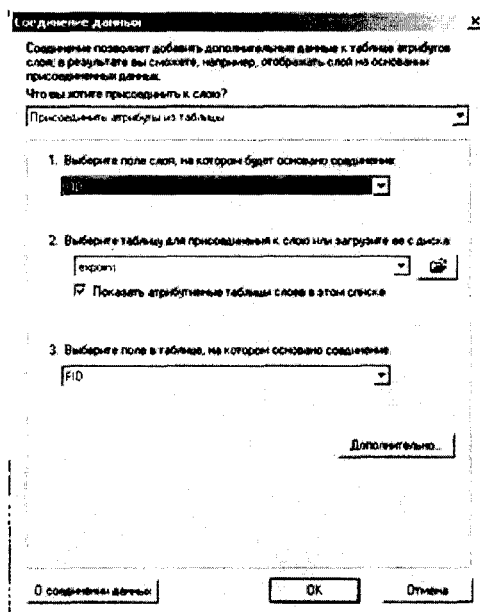 Соединение данных
Соединение позволяет добавить дополнительные данные к таблице атрибутов
слоя; в результате вы сможете, например, отображать слой на основании
присоединенных данных.
Что вы хотите присоединить к слою?
Присоединить атрибуты из таблицы
1. Выберите поле слоя, на котором будет основано соединение:
2. Выберите таблицу для присоединения к слою или загрузите ее с диска:
Показать атрибутивные таблицы слоев в этом списке
3. Выберите поле в таблице, на котором основано соединение:
FID
Дополнительно...
О соединении данных
OK
Отмена